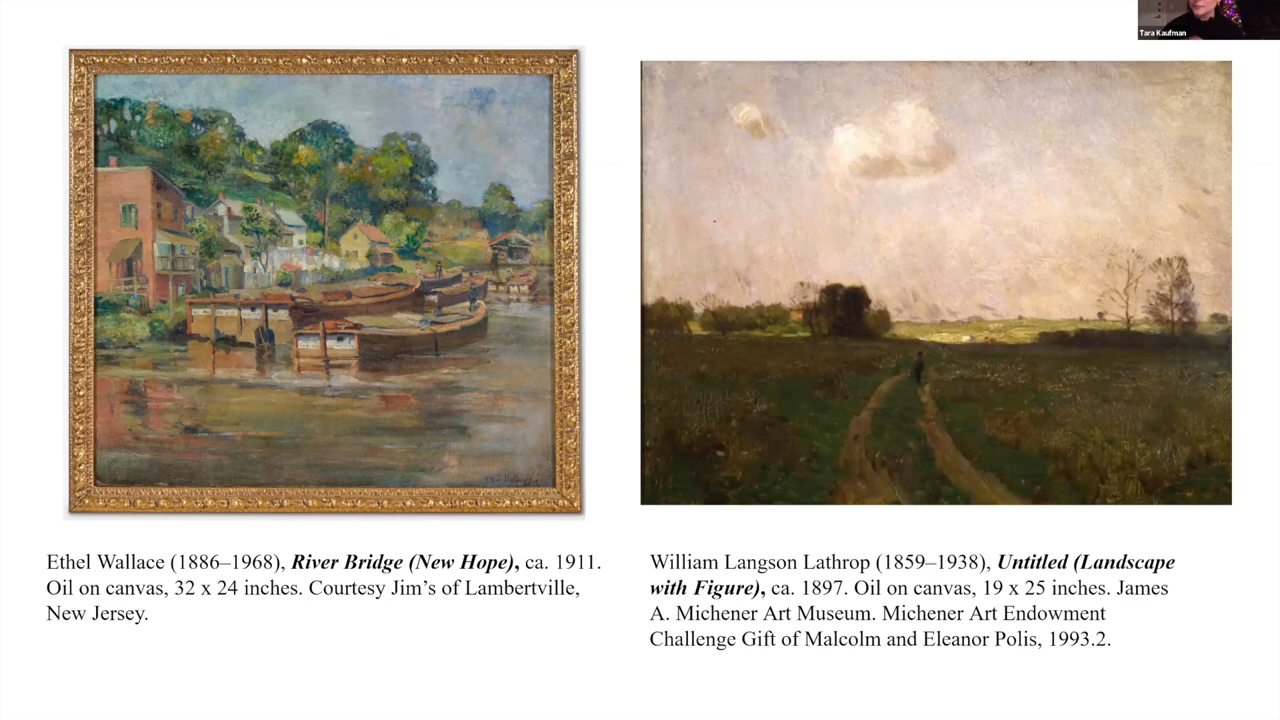 Tara Kaufman
Ethel Wallace (1886–1968), River Bridge (New Hope), ca. 1911.
Oil on canvas, 32 x 24 inches. Courtesy Jim’s of Lambertville,
New Jersey.
William Langson Lathrop (1859–1938), Untitled (Landscape
with Figure), ca. 1897. Oil on canvas, 19 x 25 inches. James
A. Michener Art Museum. Michener Art Endowment
Challenge Gift of Malcolm and Eleanor Polis, 1993.2.